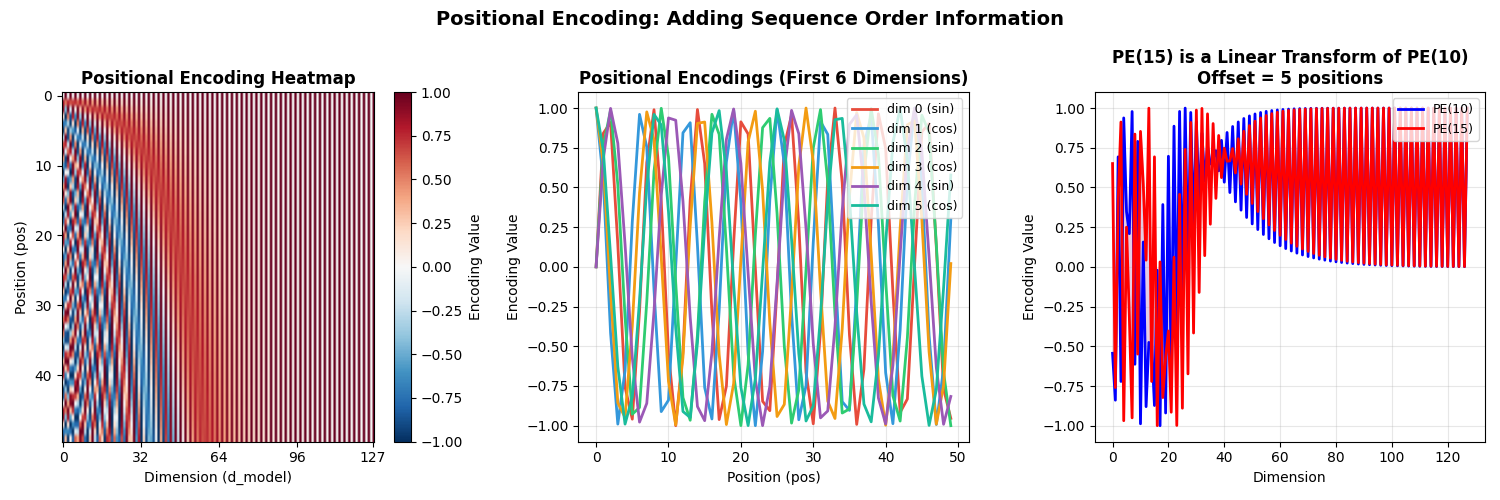 Positional Encoding: Adding Sequence Order Information
Positional Encoding Heatmap
0
10
20
30
40
Position (pos)
0 32 64 96 127
Dimension (d_model)
1.00
0.75
0.50
0.25
0.00
−0.25
−0.50
−0.75
−1.00
Encoding Value
Positional Encodings (First 6 Dimensions)
1.00
0.75
0.50
0.25
0.00
−0.25
−0.50
−0.75
−1.00
Encoding Value
dim 0 (sin)
dim 1 (cos)
dim 2 (sin)
dim 3 (cos)
dim 4 (sin)
dim 5 (cos)
0 10 20 30 40 50
Position (pos)
PE(15) is a Linear Transform of PE(10)
Offset = 5 positions
1.00
0.75
0.50
0.25
0.00
−0.25
−0.50
−0.75
−1.00
Encoding Value
PE(10)
PE(15)
0 20 40 60 80 100 120
Dimension